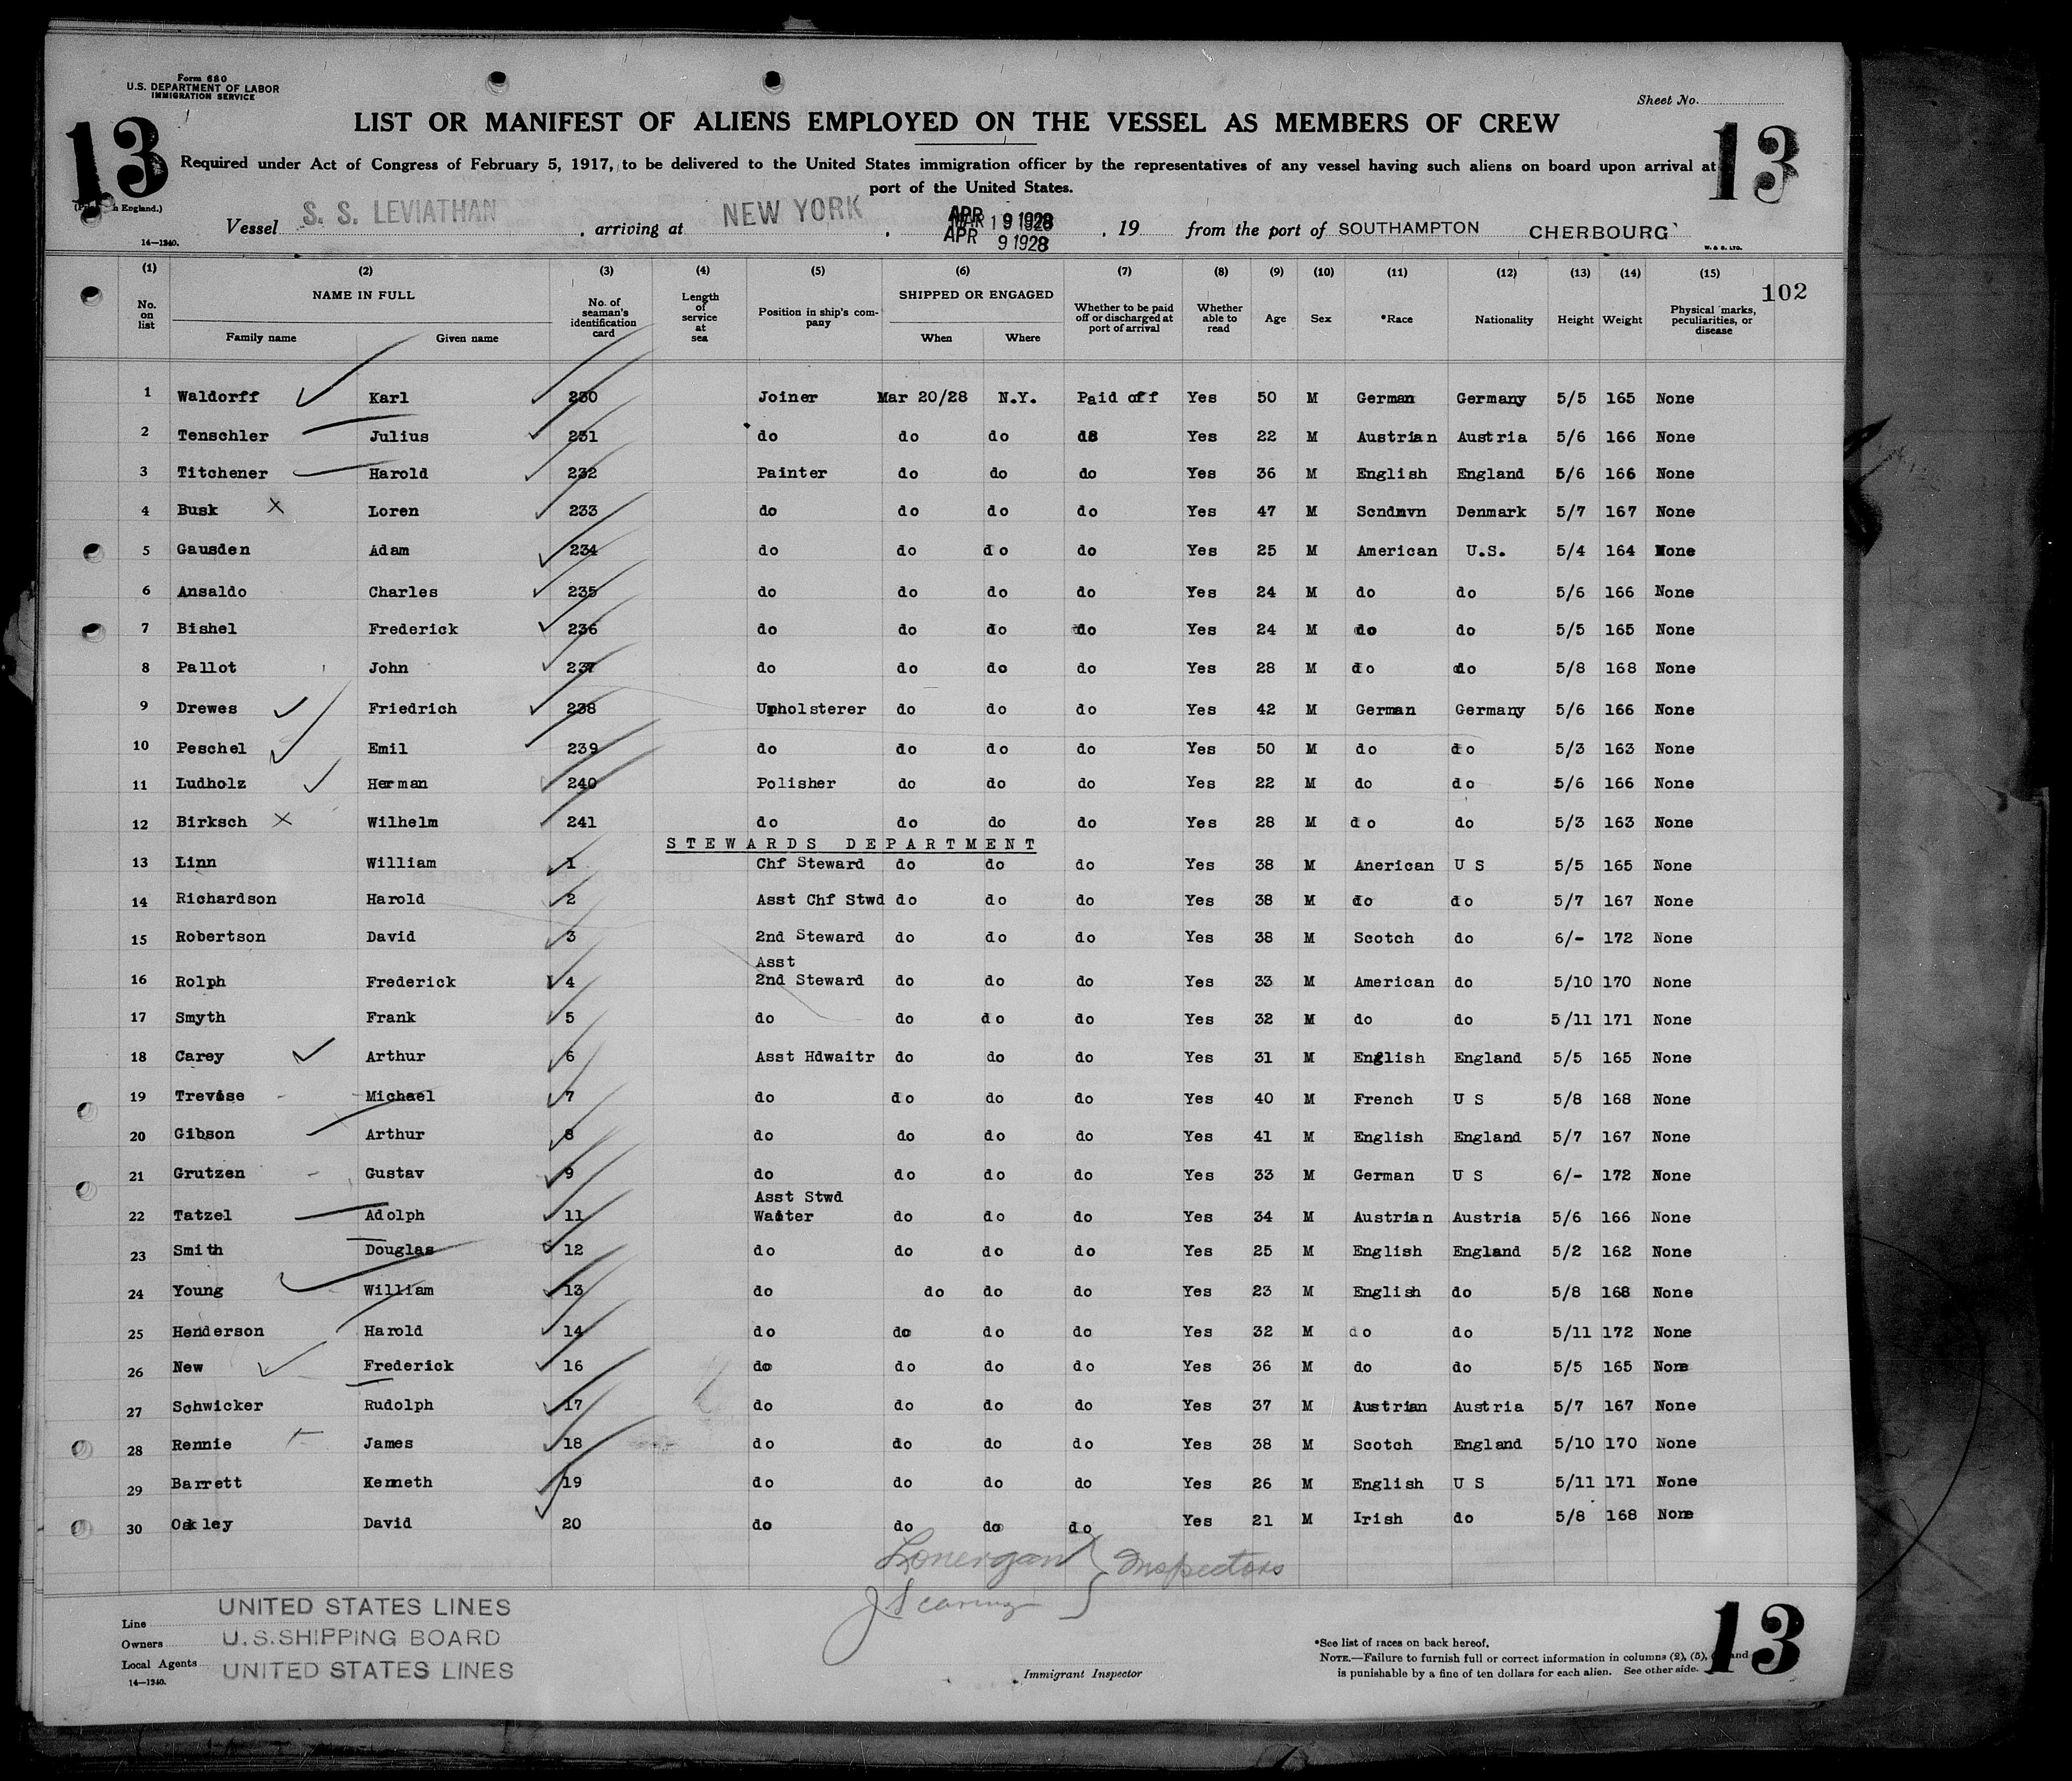 Form 680
U.S. DEPARTMENT OF LABOR
IMMIGRATION SERVICE
Sheet No.
13
LIST OR MANIFEST OF ALIENS EMPLOYED ON THE VESSEL AS MEMBERS OF CREW
13
Required under Act of Congress of February 5, 1917, to be delivered to the United States immigration officer by the representatives of any vessel having such aliens on board upon arrival at
port of the United States.
England.)
Vessel S. S. LEVIATHAN , arriving at NEW YORK , APR 9 1928 , 19 from the port of SOUTHAMPTON CHERBOURG
14—1240. W. & S. LTD.
(1) (2) (3) (4) (5) (6) (7) (8) (9) (10) (11) (12) (13) (14) (15)
102
No. on list NAME IN FULL Family name Given name No. of seaman's identification card Length of service at sea Position in ship's company SHIPPED OR ENGAGED When Where Whether to be paid off or discharged at port of arrival Whether able to read Age Sex *Race Nationality Height Weight Physical marks, peculiarities, or disease
1 Waldorff Karl 230 Joiner Mar 20/28 N.Y. Paid off Yes 50 M German Germany 5/5 165 None
2 Tenschler Julius 231 do do do do Yes 22 M Austrian Austria 5/6 166 None
3 Titchener Harold 232 Painter do do do Yes 36 M English England 5/6 166 None
4 Busk X Loren 233 do do do do Yes 47 M Scndnvn Denmark 5/7 167 None
5 Gausden Adam 234 do do do do Yes 25 M American U.S. 5/4 164 None
6 Ansaldo Charles 235 do do do do Yes 24 M do do 5/6 166 None
7 Bishel Frederick 236 do do do do Yes 24 M do do 5/5 165 None
8 Pallot John 237 do do do do Yes 28 M do do 5/8 168 None
9 Drewes Friedrich 238 Upholsterer do do do Yes 42 M German Germany 5/6 166 None
10 Peschel Emil 239 do do do do Yes 50 M do do 5/3 163 None
11 Ludholz Herman 240 Polisher do do do Yes 22 M do do 5/6 166 None
12 Birksch X Wilhelm 241 do do do do Yes 28 M do do 5/3 163 None
STEWARDS DEPARTMENT
13 Linn William 1 Chf Steward do do do Yes 38 M Anerican U S 5/5 165 None
14 Richardson Harold 2 Asst Chf Stwd do do do Yes 38 M do do 5/7 167 None
15 Robertson David 3 2nd Steward do do do Yes 38 M Scotch do 6/- 172 None
16 Rolph Frederick 4 Asst 2nd Steward do do do Yes 33 M American do 5/10 170 None
17 Smyth Frank 5 do do do do Yes 32 M do do 5/11 171 None
18 Carey Arthur 6 Asst Hdwaitr do do do Yes 31 M English England 5/5 165 None
19 Trevise Michael 7 do do do do Yes 40 M French U S 5/8 168 None
20 Gibson Arthur 8 do do do do Yes 41 M English England 5/7 167 None
21 Grutzen Gustav 9 do do do do Yes 33 M German U S 6/- 172 None
22 Tatzel Adolph 11 Asst Stwd Waiter do do do Yes 34 M Austrian Austria 5/6 166 None
23 Smith Douglas 12 do do do do Yes 25 M English England 5/2 162 None
24 Young William 13 do do do do Yes 23 M English do 5/8 168 None
25 Henderson Harold 14 do do do do Yes 32 M do do 5/11 172 None
26 New Frederick 16 do do do do Yes 36 M do do 5/5 165 None
27 Schwicker Rudolph 17 do do do do Yes 37 M Austrian Austria 5/7 167 None
28 Rennie James 18 do do do do Yes 38 M Scotch England 5/10 170 None
29 Barrett Kenneth 19 do do do do Yes 26 M English U S 5/11 171 None
30 Oakley David 20 do do do do Yes 21 M Irish do 5/8 168 None
Lonergan } Inspectors
J Scaring
Line UNITED STATES LINES
Owners U.S. SHIPPING BOARD
Local Agents UNITED STATES LINES
14—1240.
Immigrant Inspector
*See list of races on back hereof.
NOTE.—Failure to furnish full or correct information in columns (2), (5), and
is punishable by a fine of ten dollars for each alien. See other side.
13